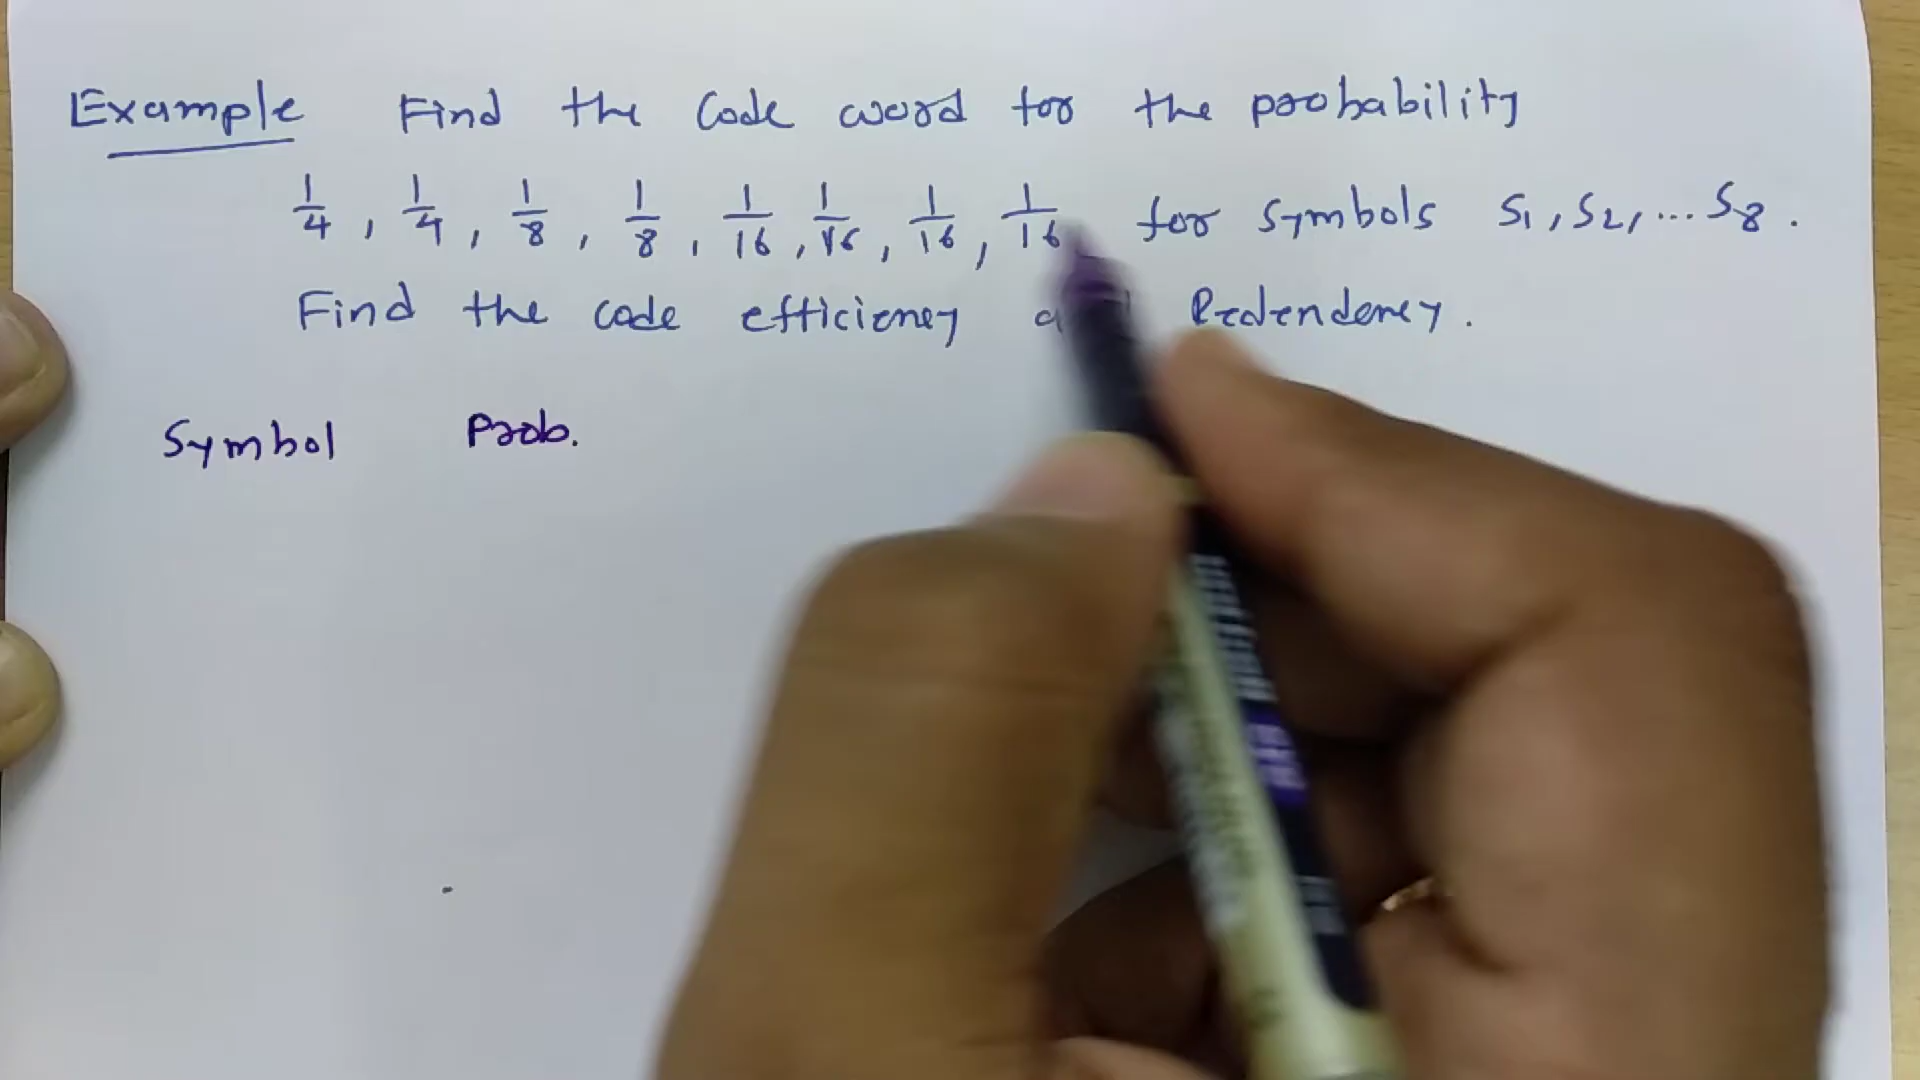 Example Find the Code word for the probability
1/4, 1/4, 1/8, 1/8, 1/16, 1/16, 1/16, 1/16 for symbols S1, S2, ... S8.
Find the code efficiency Redendency.
Symbol Prob.